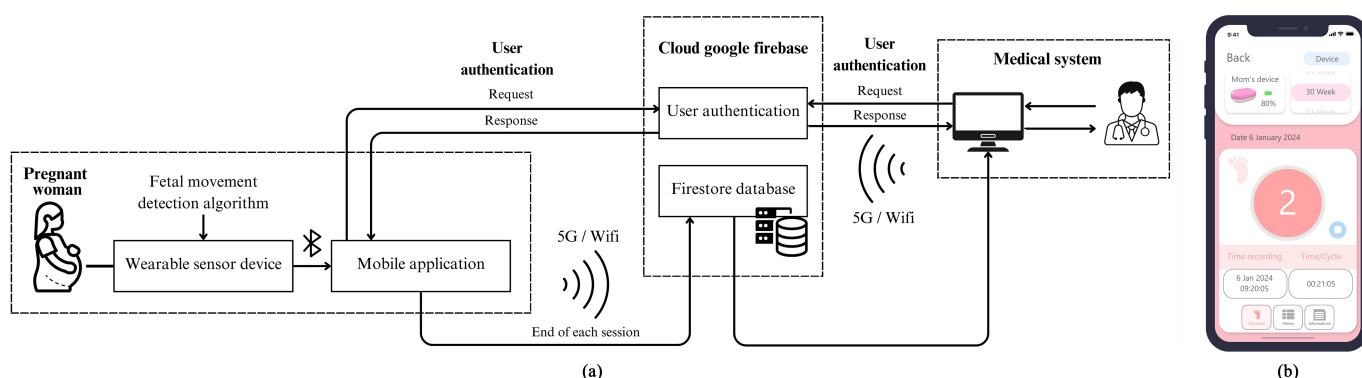 User
authentication
Request
Response
Cloud google firebase
User authentication
Firestore database
User
authentication
Request
Response
5G / Wifi
Medical system
Pregnant
woman
Fetal movement
detection algorithm
Wearable sensor device
Mobile application
5G / Wifi
End of each session
(a)
9:41
Back
Device
Mom's device
80%
30 Week
Date 6 January 2024
2
Time recording
Time/Cycle
6 Jan 2024
09:20:05
00:21:05
History
Informations
(b)